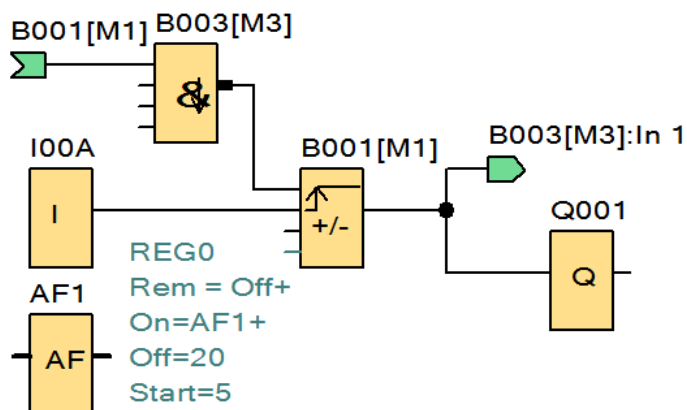 B001[M1]
B003[M3]
&
I00A
I
B001[M1]
+/-
B003[M3]:In 1
Q001
Q
AF1
AF
REG0
Rem = Off+
On=AF1+
Off=20
Start=5